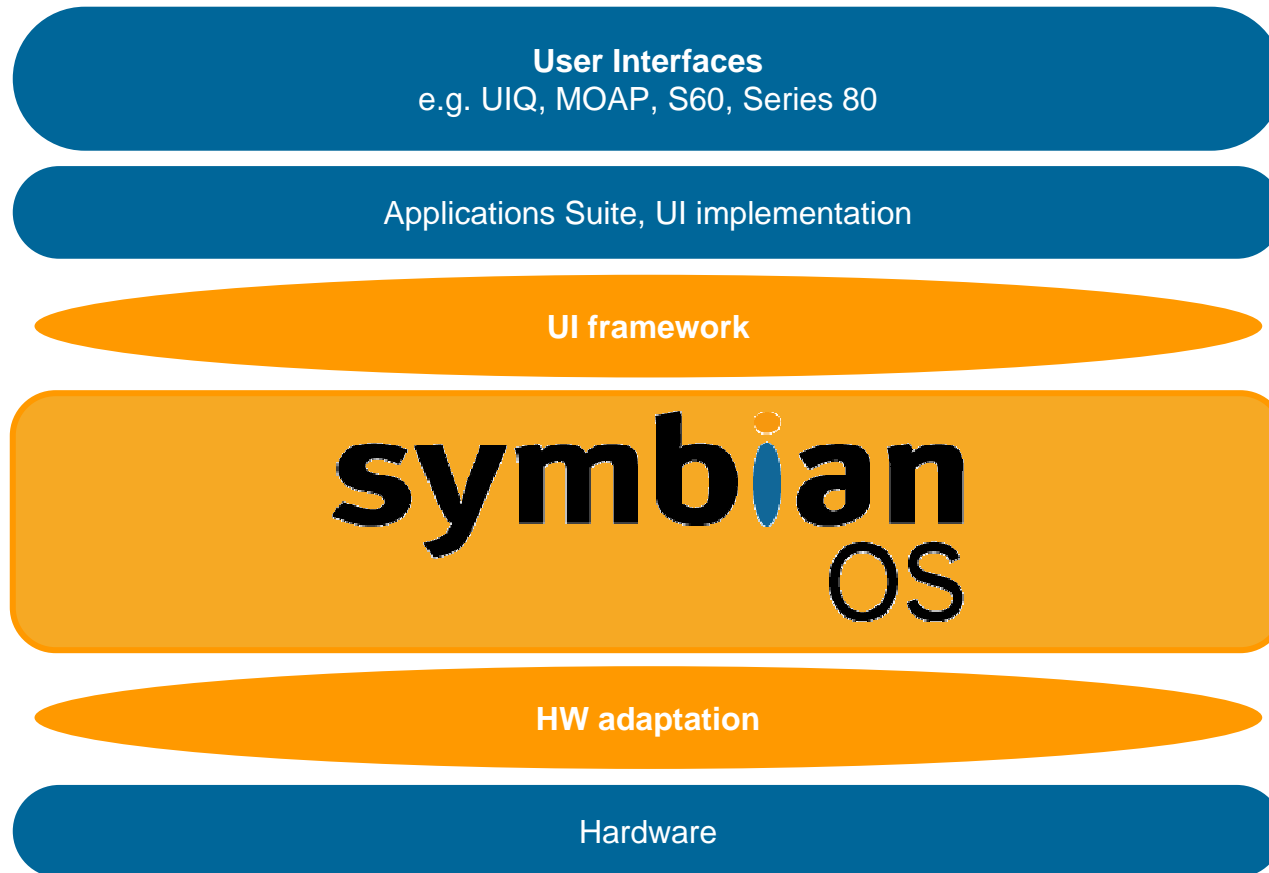 User Interfaces
e.g. UIQ, MOAP, S60, Series 80
Applications Suite, UI implementation
UI framework
symbian
OS
HW adaptation
Hardware